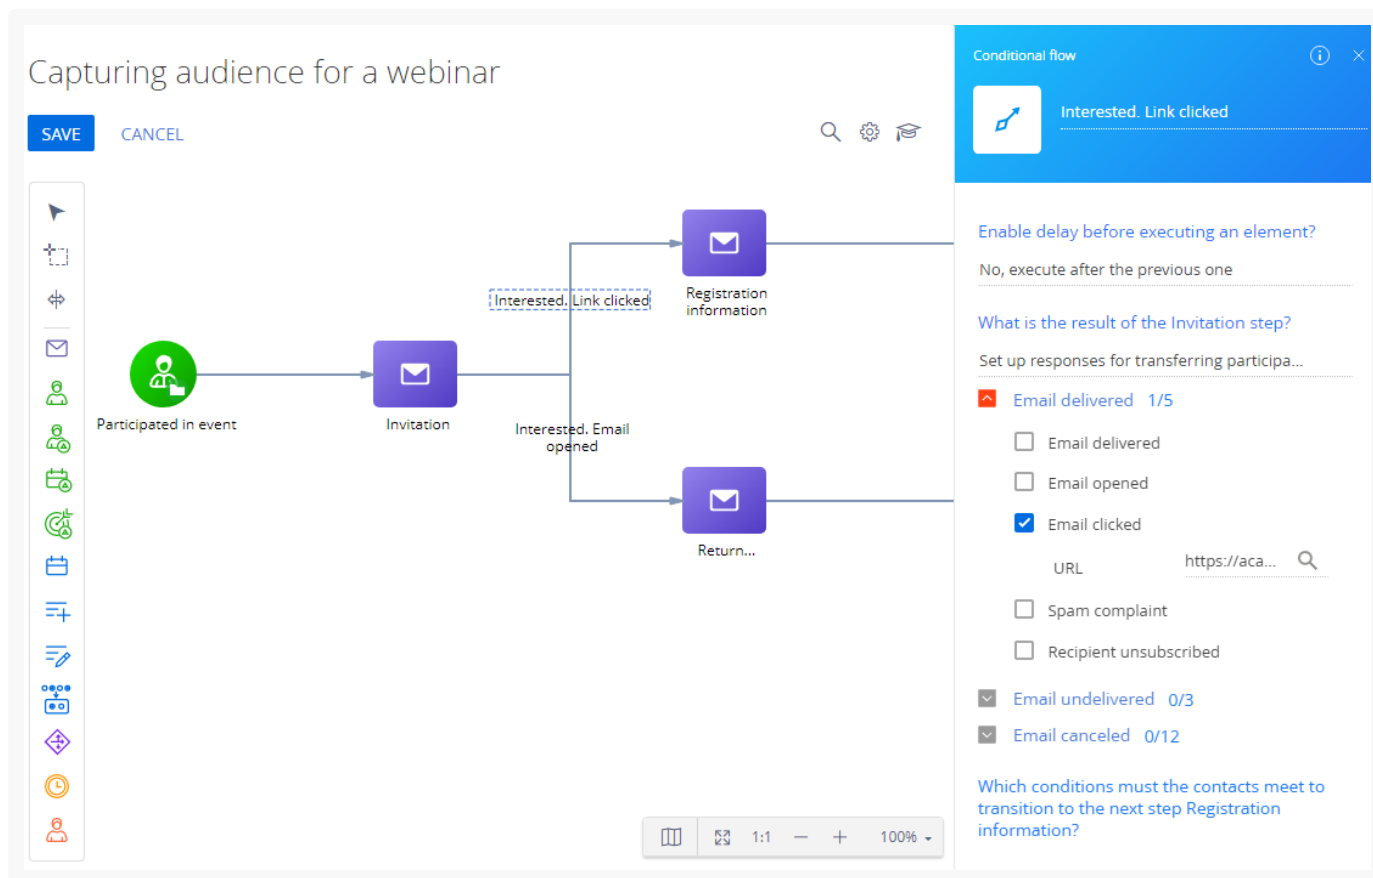 Capturing audience for a webinar
SAVE
CANCEL
Interested. Link clicked
Registration
information
Participated in event
Invitation
Interested. Email
opened
Return...
1:1
100%
Conditional flow
Interested. Link clicked
Enable delay before executing an element?
No, execute after the previous one
What is the result of the Invitation step?
Set up responses for transferring participa...
Email delivered 1/5
Email delivered
Email opened
Email clicked
URL https://aca...
Spam complaint
Recipient unsubscribed
Email undelivered 0/3
Email canceled 0/12
Which conditions must the contacts meet to
transition to the next step Registration
information?